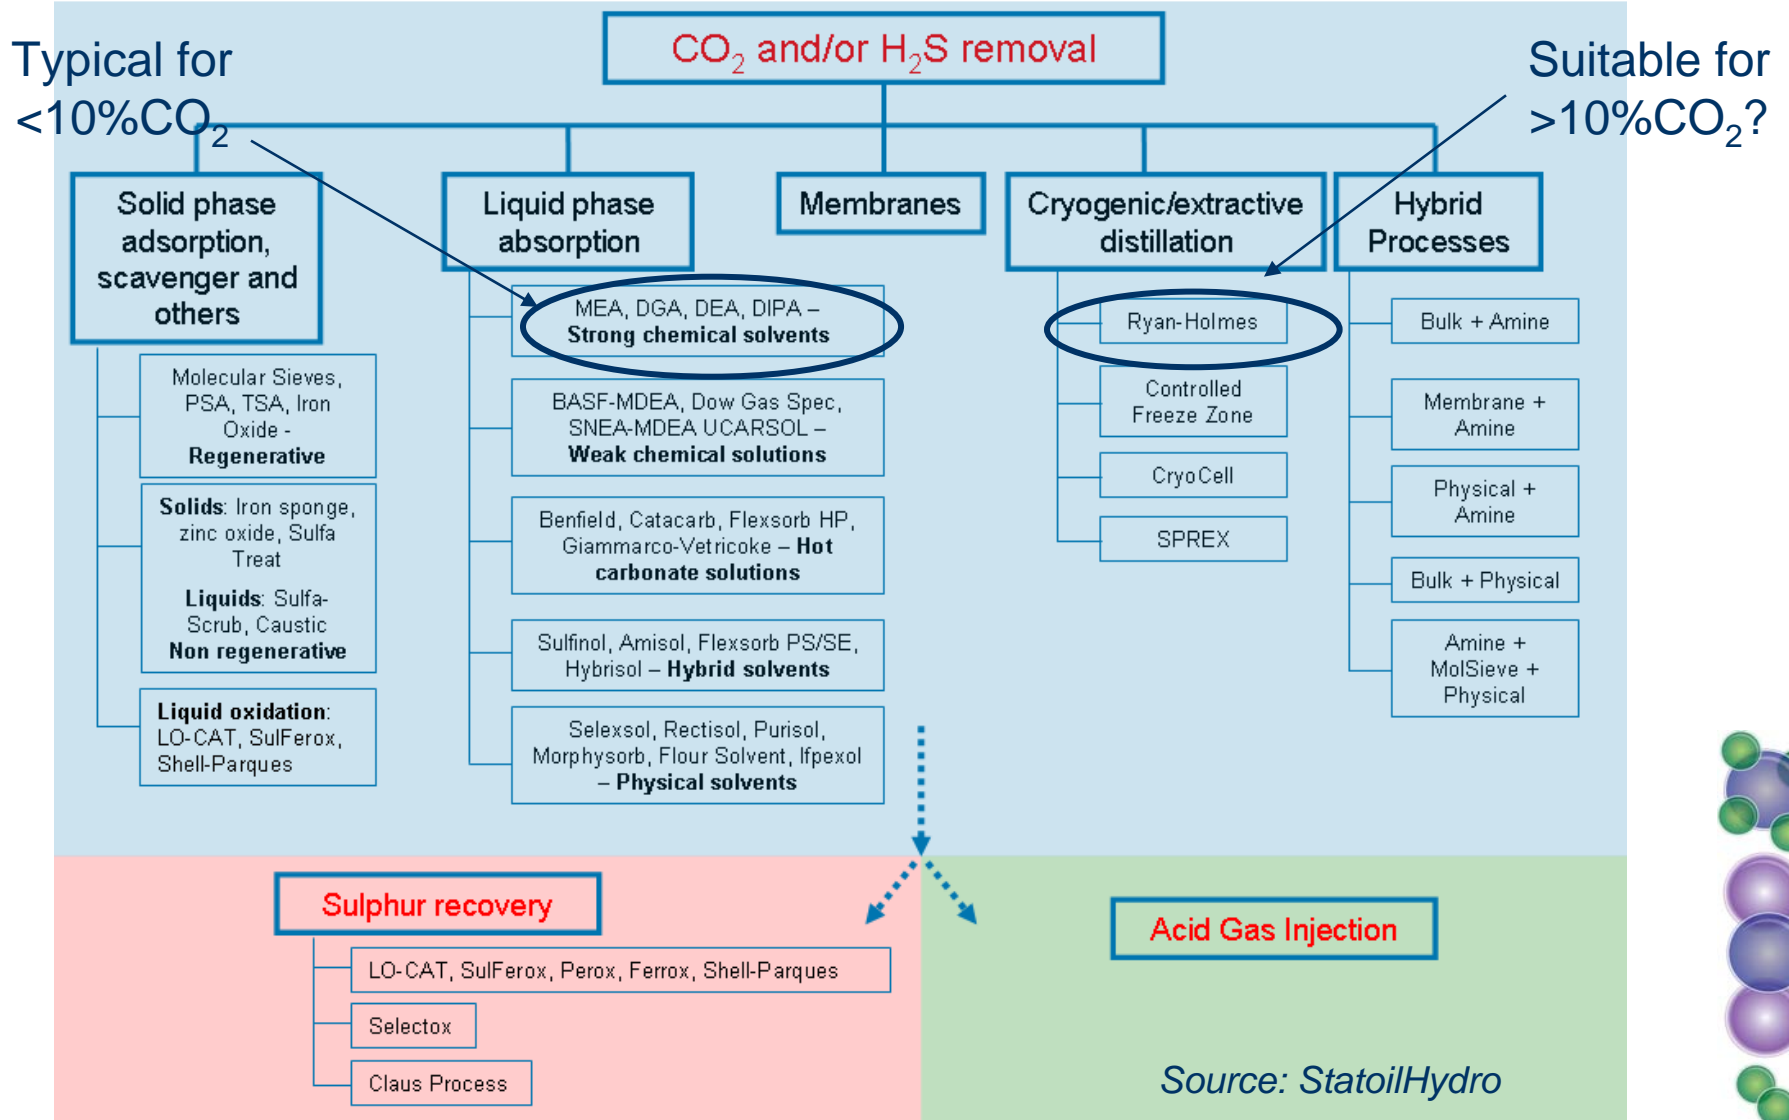 Typical for
<10%CO₂
CO₂ and/or H₂S removal
Suitable for
>10%CO₂?
Solid phase
adsorption,
scavenger and
others
Molecular Sieves,
PSA, TSA, Iron
Oxide -
Regenerative
Solids: Iron sponge,
zinc oxide, Sulfa
Treat
Liquids: Sulfa-
Scrub, Caustic
Non regenerative
Liquid oxidation:
LO-CAT, SulFerox,
Shell-Parques
Liquid phase
absorption
MEA, DGA, DEA, DIPA –
Strong chemical solvents
BASF-MDEA, Dow Gas Spec,
SNEA-MDEA UCARSOL –
Weak chemical solutions
Benfield, Catacarb, Flexsorb HP,
Giammarco-Vetricoke – Hot
carbonate solutions
Sulfinol, Amisol, Flexsorb PS/SE,
Hybrisol – Hybrid solvents
Selexsol, Rectisol, Purisol,
Morphysorb, Flour Solvent, Ifpexol
– Physical solvents
Membranes
Cryogenic/extractive
distillation
Ryan-Holmes
Controlled
Freeze Zone
CryoCell
SPREX
Hybrid
Processes
Bulk + Amine
Membrane +
Amine
Physical +
Amine
Bulk + Physical
Amine +
MolSieve +
Physical
Sulphur recovery
LO-CAT, SulFerox, Perox, Ferrox, Shell-Parques
Selectox
Claus Process
Acid Gas Injection
Source: StatoilHydro